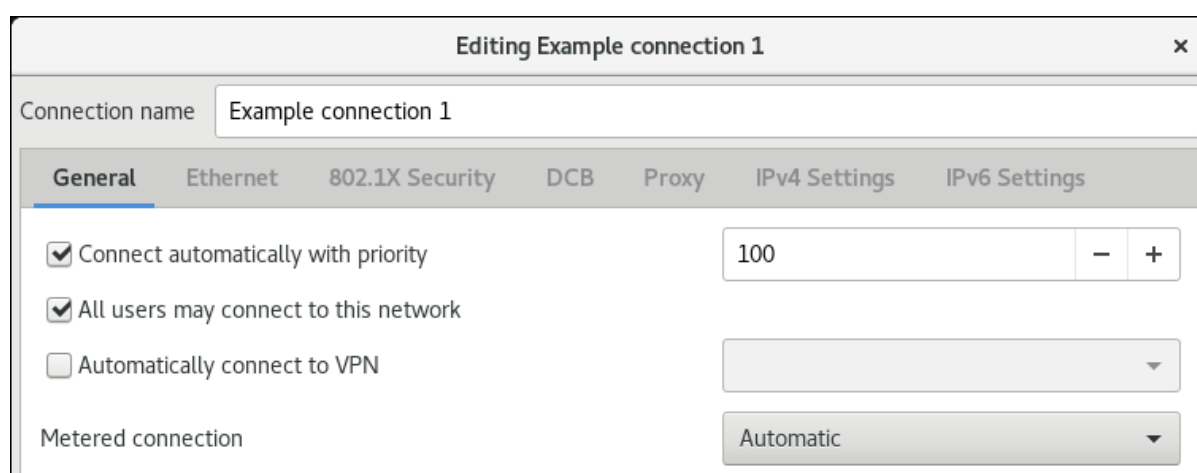 Editing Example connection 1 ×
Connection name Example connection 1
General Ethernet 802.1X Security DCB Proxy IPv4 Settings IPv6 Settings
Connect automatically with priority 100 − +
All users may connect to this network
Automatically connect to VPN
Metered connection Automatic